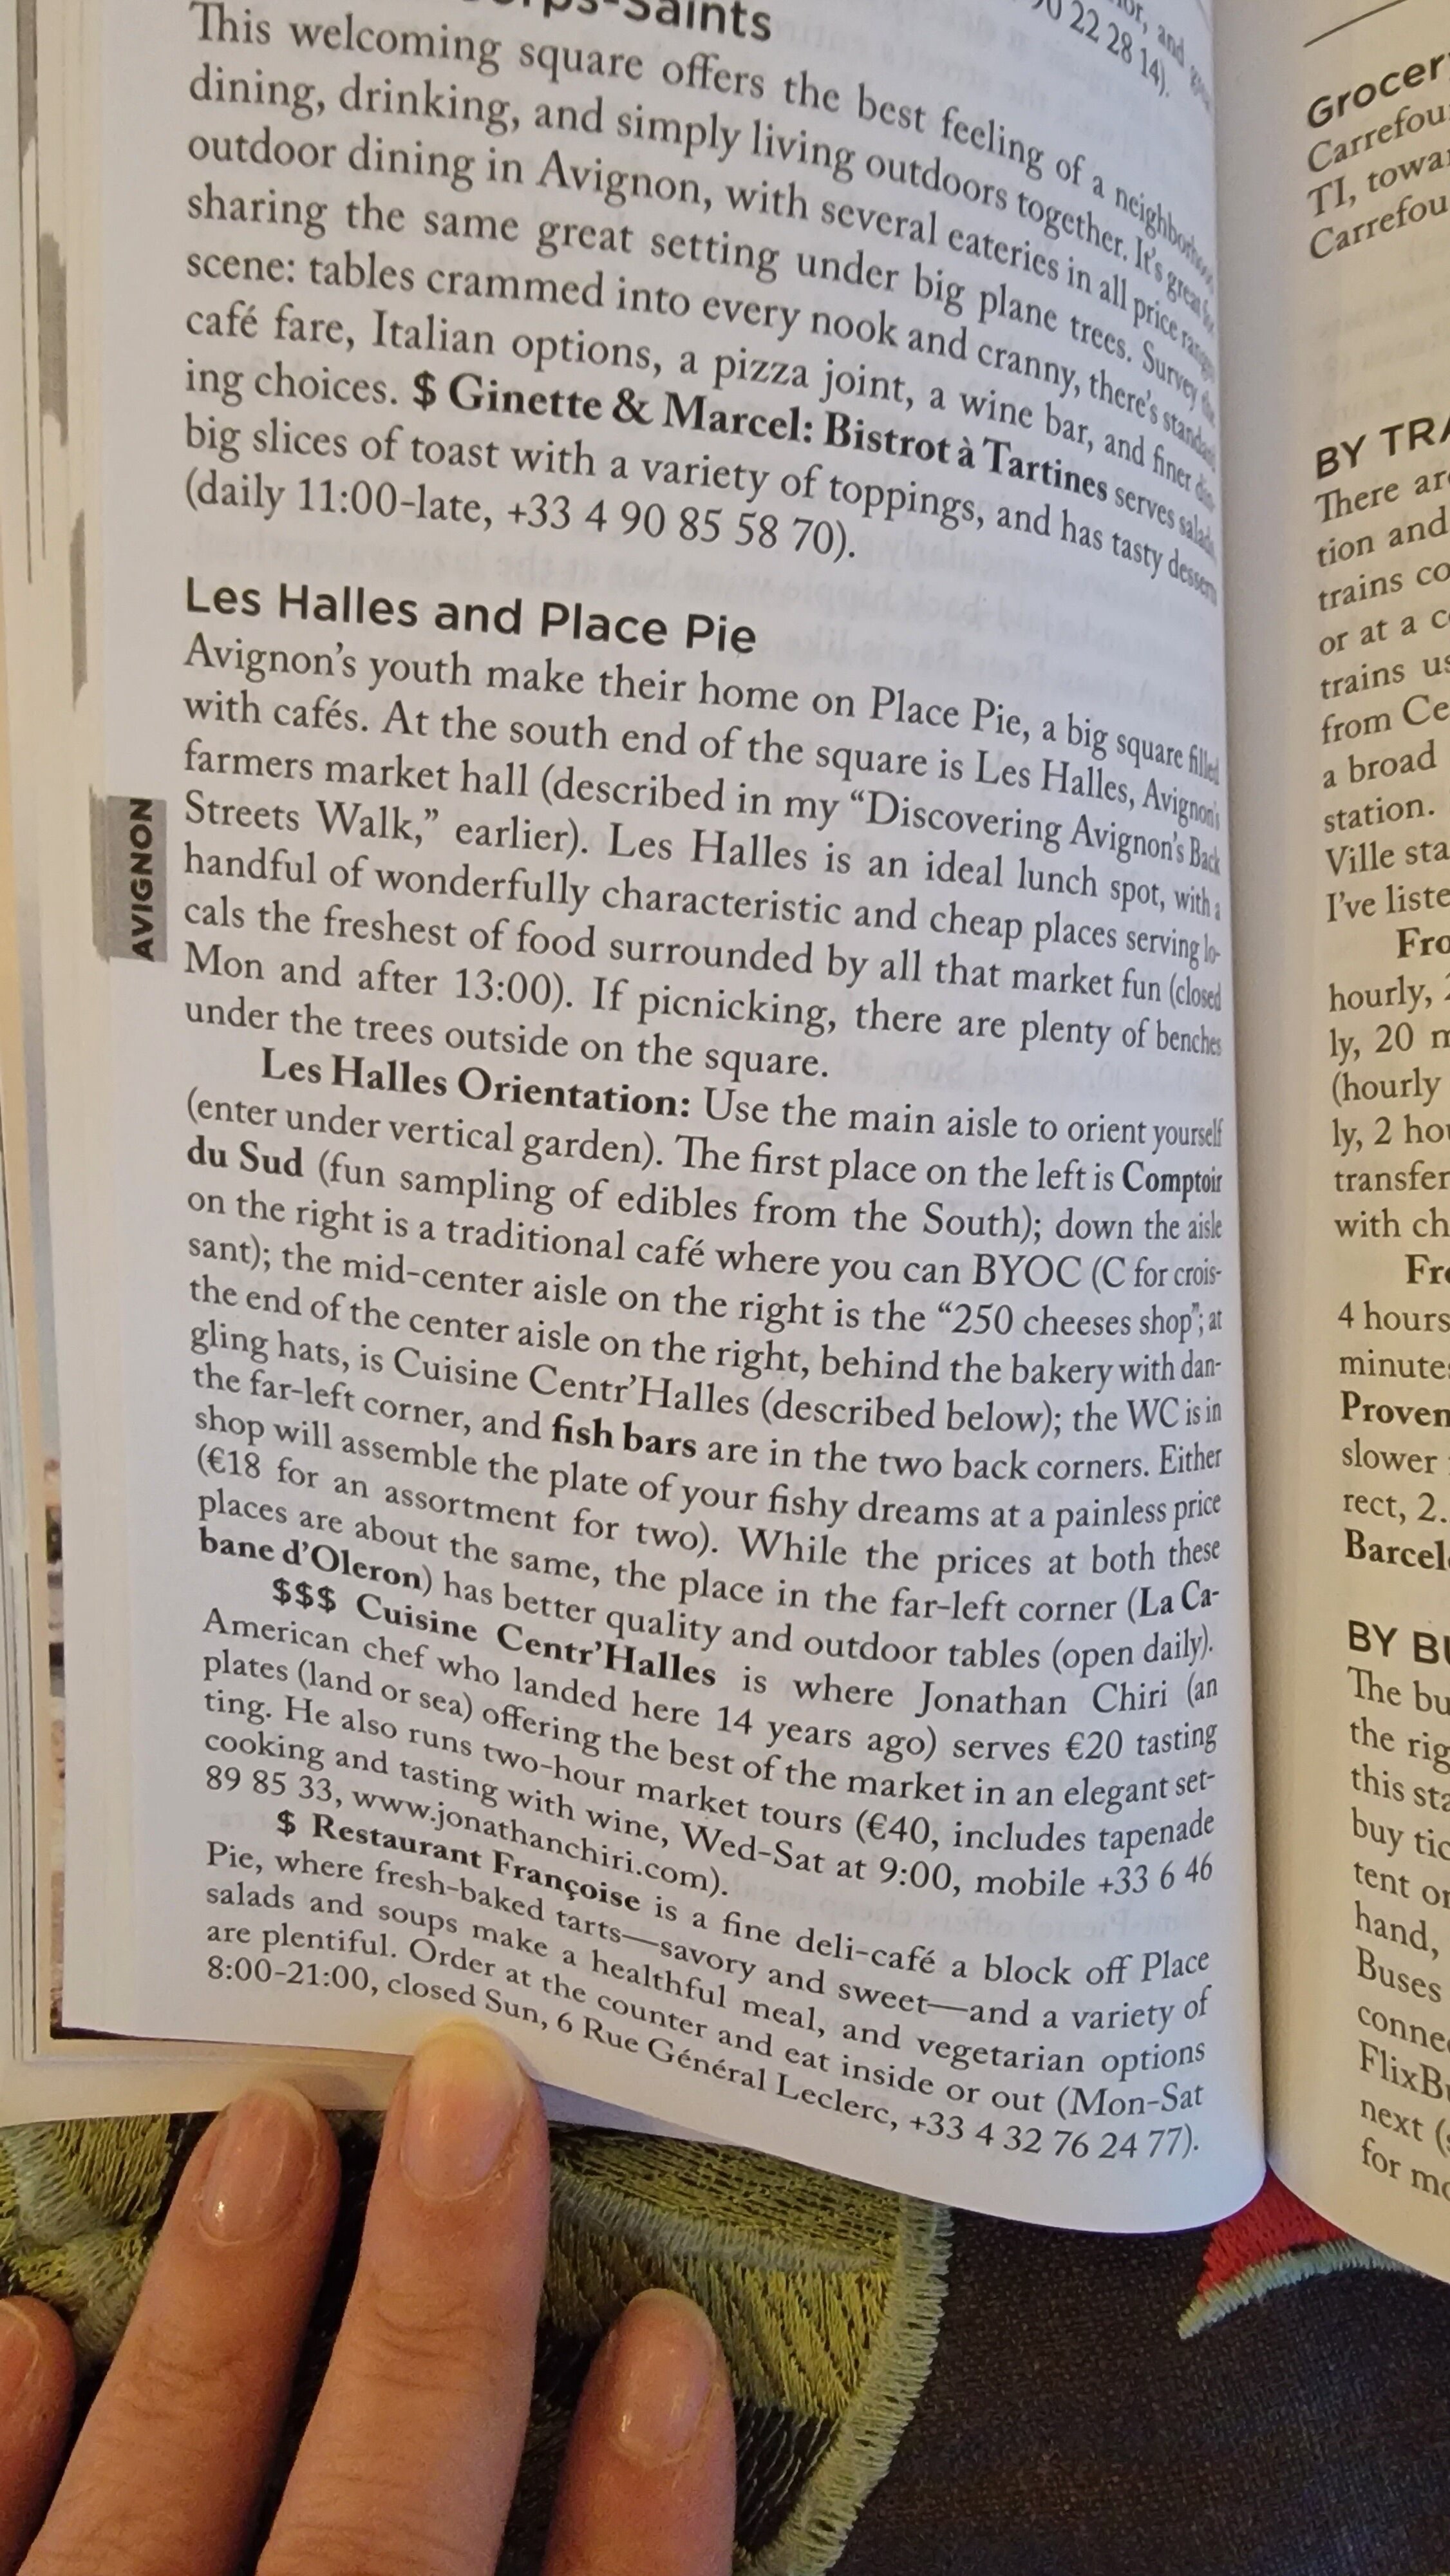 Corps-Saints
22 28 14).
This welcoming square offers the best feeling of a neighborhood
dining, drinking, and simply living outdoors together. It's great for
outdoor dining in Avignon, with several eateries in all price ranges
sharing the same great setting under big plane trees. Survey the
scene: tables crammed into every nook and cranny, there's standard
café fare, Italian options, a pizza joint, a wine bar, and finer din-
ing choices. $ Ginette & Marcel: Bistrot à Tartines serves salads,
big slices of toast with a variety of toppings, and has tasty desserts
(daily 11:00-late, +33 4 90 85 58 70).
Les Halles and Place Pie
Avignon's youth make their home on Place Pie, a big square filled
with cafés. At the south end of the square is Les Halles, Avignon's
farmers market hall (described in my “Discovering Avignon's Back
Streets Walk,” earlier). Les Halles is an ideal lunch spot, with a
handful of wonderfully characteristic and cheap places serving lo-
cals the freshest of food surrounded by all that market fun (closed
Mon and after 13:00). If picnicking, there are plenty of benches
under the trees outside on the square.
Les Halles Orientation: Use the main aisle to orient yourself
(enter under vertical garden). The first place on the left is Comptoir
du Sud (fun sampling of edibles from the South); down the aisle
on the right is a traditional café where you can BYOC (C for crois-
sant); the mid-center aisle on the right is the “250 cheeses shop”; at
the end of the center aisle on the right, behind the bakery with dan-
gling hats, is Cuisine Centr'Halles (described below); the WC is in
the far-left corner, and fish bars are in the two back corners. Either
shop will assemble the plate of your fishy dreams at a painless price
(€18 for an assortment for two). While the prices at both these
places are about the same, the place in the far-left corner (La Ca-
bane d'Oleron) has better quality and outdoor tables (open daily).
$$$ Cuisine Centr'Halles is where Jonathan Chiri (an
American chef who landed here 14 years ago) serves €20 tasting
plates (land or sea) offering the best of the market in an elegant set-
ting. He also runs two-hour market tours (€40, includes tapenade
cooking and tasting with wine, Wed-Sat at 9:00, mobile +33 6 46
89 85 33, www.jonathanchiri.com).
$ Restaurant Françoise is a fine deli-café a block off Place
Pie, where fresh-baked tarts—savory and sweet—and a variety of
salads and soups make a healthful meal, and vegetarian options
are plentiful. Order at the counter and eat inside or out (Mon-Sat
8:00-21:00, closed Sun, 6 Rue Général Leclerc, +33 4 32 76 24 77).
AVIGNON
Grocer
Carrefou
TI, towa
Carrefou
BY TRA
There ar
tion and
trains co
or at a c
trains us
from Ce
a broad
station.
Ville sta
I've liste
Fro
hourly,
ly, 20 m
(hourly
ly, 2 hou
transfer
with ch
Fro
4 hours
minutes
Proven
slower
rect, 2.
Barcel
BY BU
The bu
the rig
this sta
buy tic
tent or
hand,
Buses
connec
FlixBu
next (
for mo